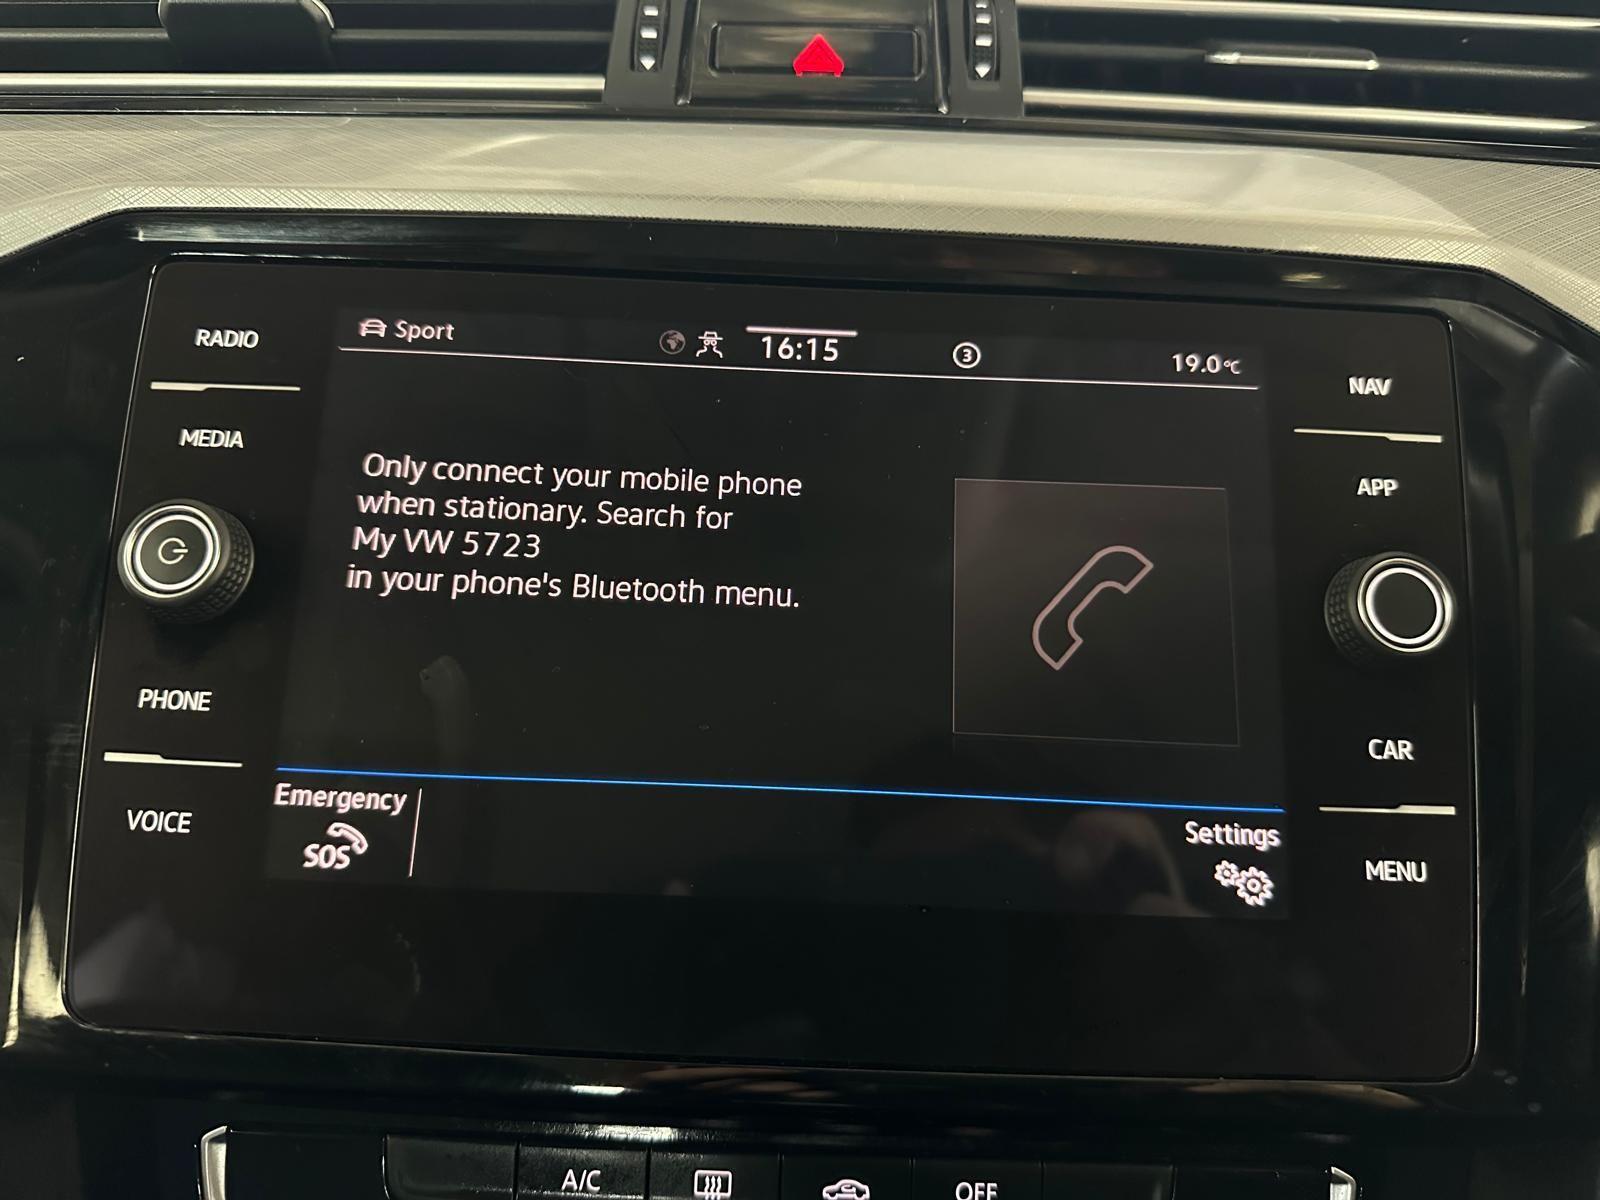 Sport
16:15
3
19.0°C
RADIO
MEDIA
PHONE
VOICE
Only connect your mobile phone
when stationary. Search for
My VW 5723
in your phone's Bluetooth menu.
Emergency
SOS
Settings
NAV
APP
CAR
MENU
A/C
OFF